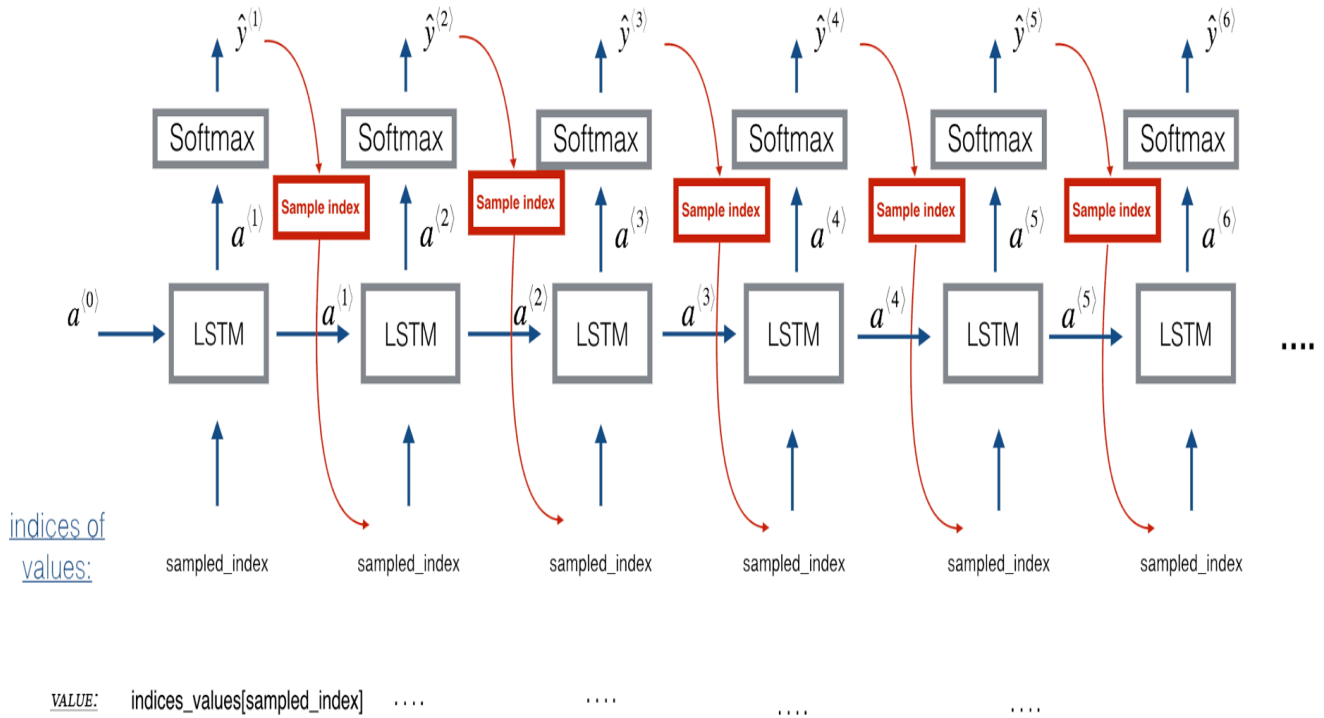 ŷ⟨1⟩ ŷ⟨2⟩ ŷ⟨3⟩ ŷ⟨4⟩ ŷ⟨5⟩ ŷ⟨6⟩
Softmax Softmax Softmax Softmax Softmax Softmax
Sample index Sample index Sample index Sample index Sample index
a⟨1⟩ a⟨2⟩ a⟨3⟩ a⟨4⟩ a⟨5⟩ a⟨6⟩
a⟨0⟩ a⟨1⟩ a⟨2⟩ a⟨3⟩ a⟨4⟩ a⟨5⟩
LSTM LSTM LSTM LSTM LSTM LSTM ....
indices of
values:
sampled_index sampled_index sampled_index sampled_index sampled_index sampled_index
VALUE: indices_values[sampled_index] .... .... .... ....